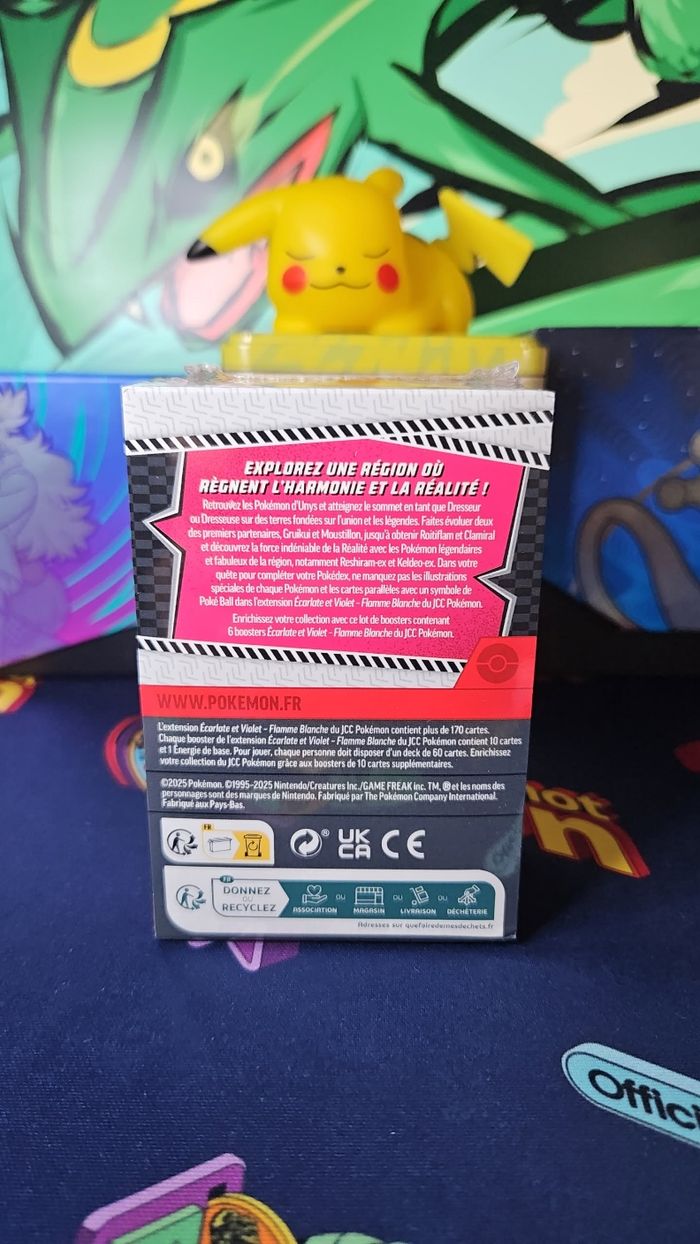 EXPLOREZ UNE RÉGION OÙ
RÈGNENT L'HARMONIE ET LA RÉALITÉ !
Retrouvez les Pokémon d'Unys et atteignez le sommet en tant que Dresseur
ou Dresseuse sur des terres fondées sur l'union et les légendes. Faites évoluer deux
des premiers partenaires, Gruikui et Moustillon, jusqu'à obtenir Roitiflam et Clamiral
et découvrez la force indéniable de la Réalité avec les Pokémon légendaires
et fabuleux de la région, notamment Reshiram-ex et Keldeo-ex. Dans votre
quête pour compléter votre Pokédex, ne manquez pas les illustrations
spéciales de chaque Pokémon et les cartes parallèles avec un symbole de
Poké Ball dans l'extension Écarlate et Violet - Flamme Blanche du JCC Pokémon.
Enrichissez votre collection avec ce lot de boosters contenant
6 boosters Écarlate et Violet - Flamme Blanche du JCC Pokémon.
WWW.POKEMON.FR
L'extension Écarlate et Violet - Flamme Blanche du JCC Pokémon contient plus de 170 cartes.
Chaque booster de l'extension Écarlate et Violet - Flamme Blanche du JCC Pokémon contient 10 cartes
et 1 Énergie de base. Pour jouer, chaque personne doit disposer d'un deck de 60 cartes. Enrichissez
votre collection du JCC Pokémon grâce aux boosters de 10 cartes supplémentaires.
©2025 Pokémon. ©1995-2025 Nintendo/Creatures Inc./GAME FREAK inc. TM, ® et les noms des
personnages sont des marques de Nintendo. Fabriqué par The Pokémon Company International.
Fabriqué aux Pays-Bas.
FR
® UK CA CE
FR
DONNEZ OU RECYCLEZ
ASSOCIATION OU MAGASIN OU LIVRAISON OU DÉCHÈTERIE
Adresses sur quefairedemesdechets.fr
Offici